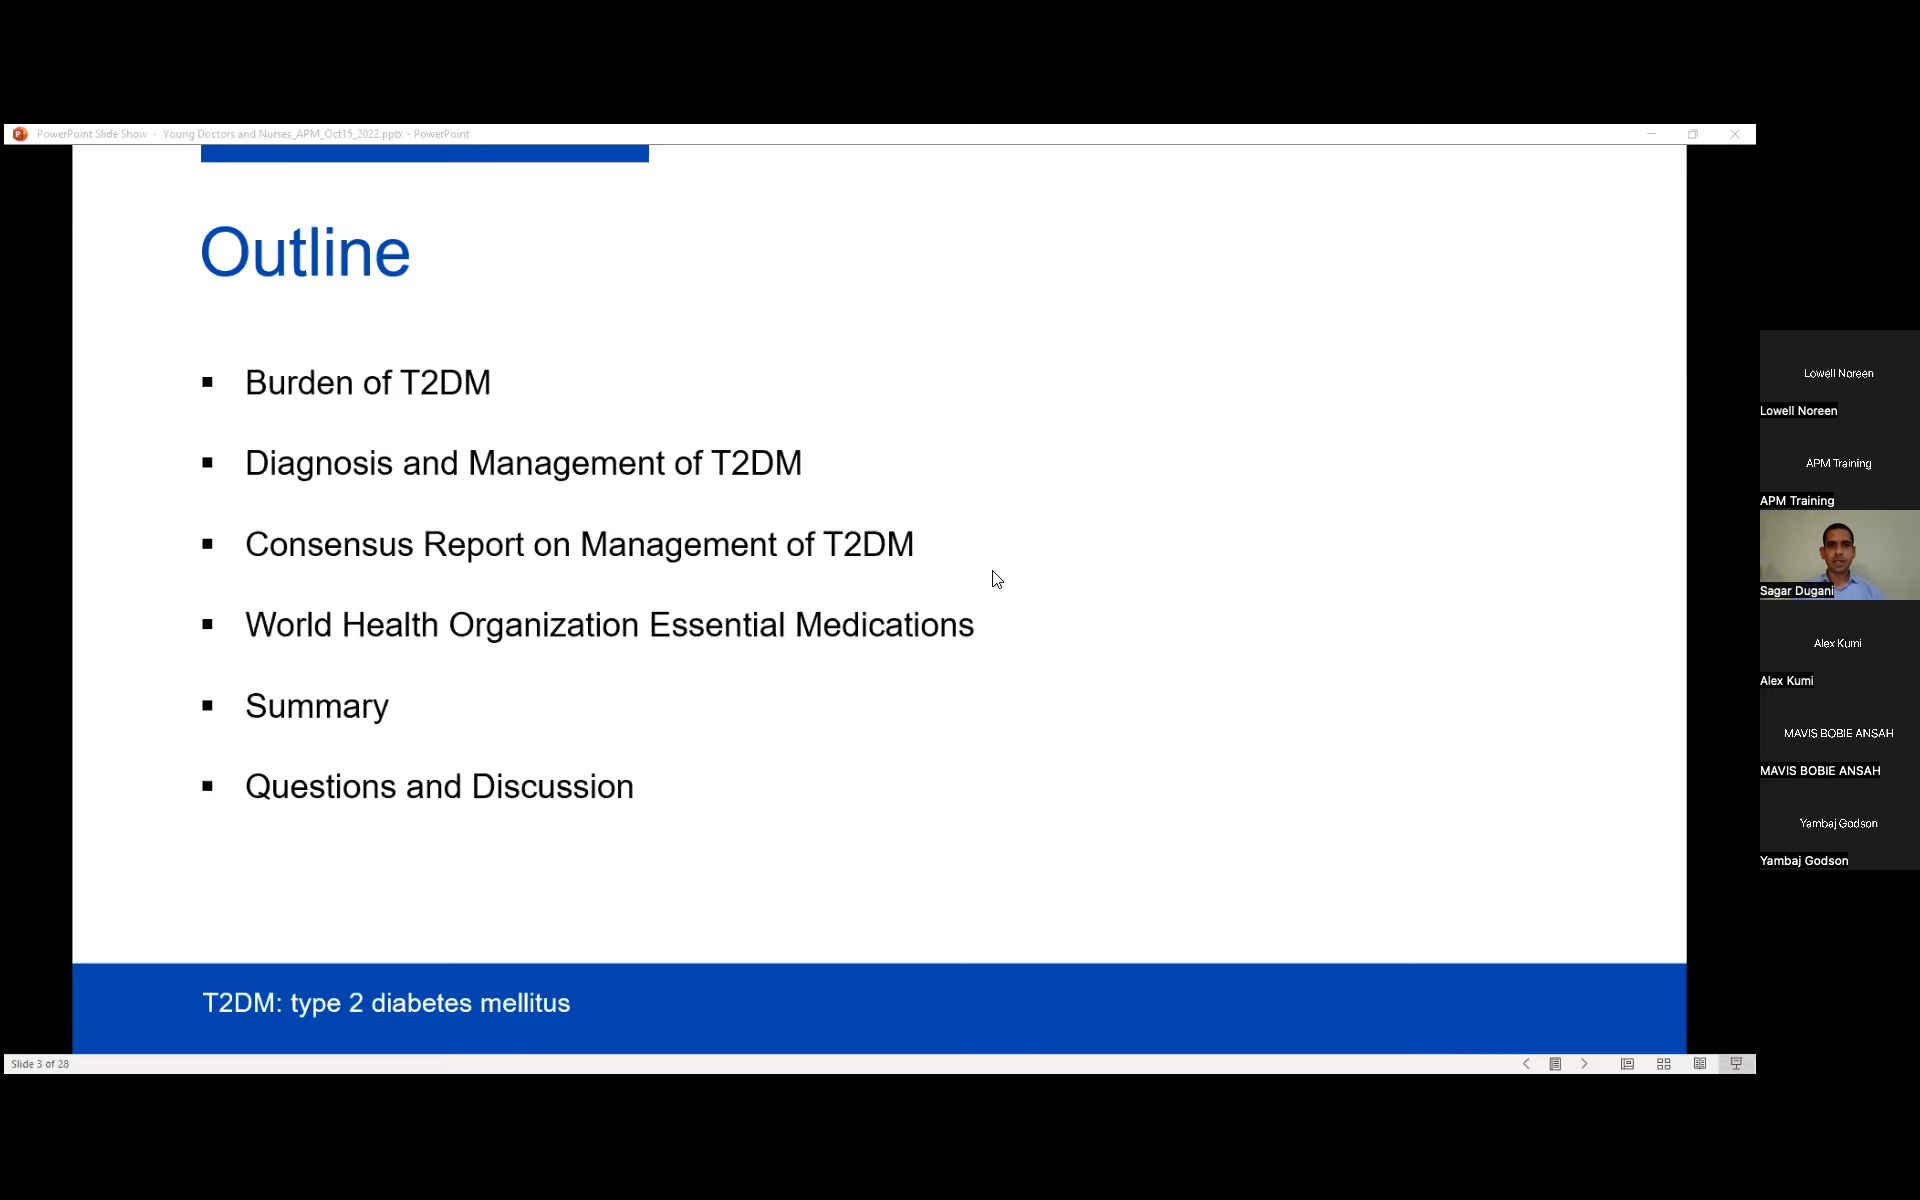 PowerPoint Slide Show - Young Doctors and Nurses_APM_Oct15_2022.pptx - PowerPoint
Outline
▪ Burden of T2DM
▪ Diagnosis and Management of T2DM
▪ Consensus Report on Management of T2DM
▪ World Health Organization Essential Medications
▪ Summary
▪ Questions and Discussion
T2DM: type 2 diabetes mellitus
Slide 3 of 28
Lowell Noreen
Lowell Noreen
APM Training
APM Training
Sagar Dugani
Alex Kumi
Alex Kumi
MAVIS BOBIE ANSAH
MAVIS BOBIE ANSAH
Yambaj Godson
Yambaj Godson